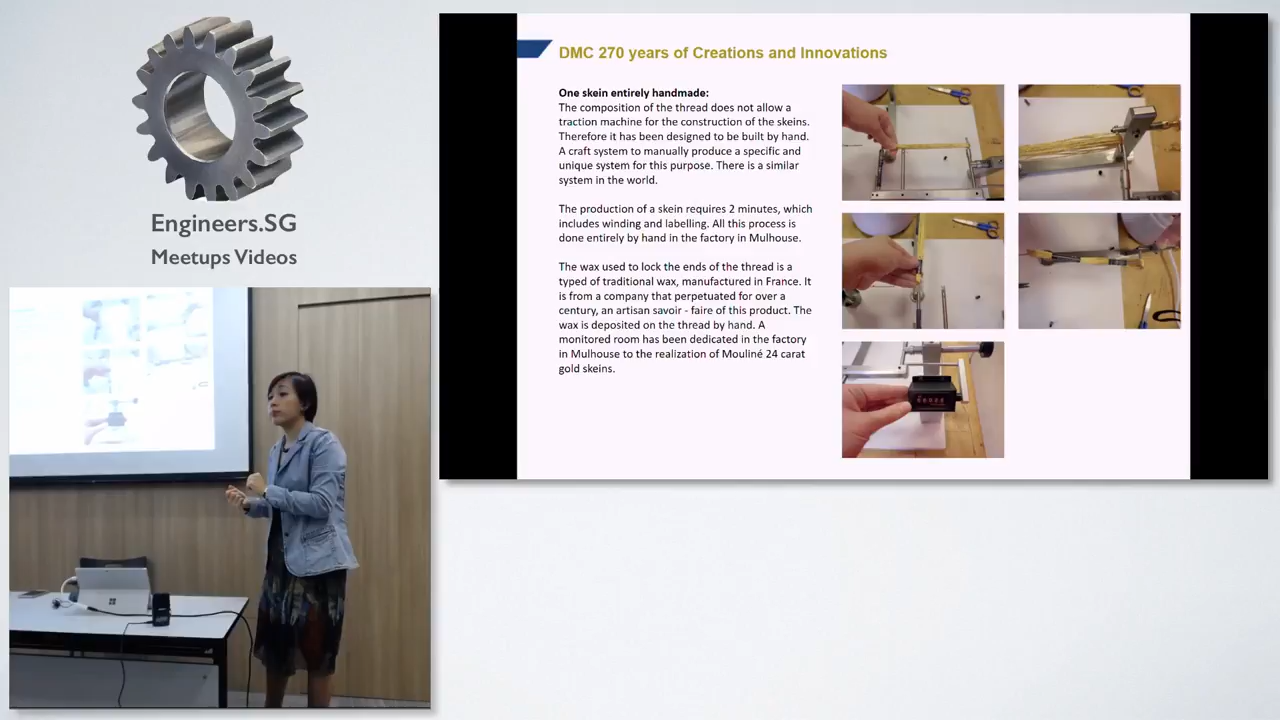 Engineers.SG
Meetups Videos
DMC 270 years of Creations and Innovations
One skein entirely handmade:
The composition of the thread does not allow a
traction machine for the construction of the skeins.
Therefore it has been designed to be built by hand.
A craft system to manually produce a specific and
unique system for this purpose. There is a similar
system in the world.
The production of a skein requires 2 minutes, which
includes winding and labelling. All this process is
done entirely by hand in the factory in Mulhouse.
The wax used to lock the ends of the thread is a
typed of traditional wax, manufactured in France. It
is from a company that perpetuated for over a
century, an artisan savoir - faire of this product. The
wax is deposited on the thread by hand. A
monitored room has been dedicated in the factory
in Mulhouse to the realization of Mouliné 24 carat
gold skeins.